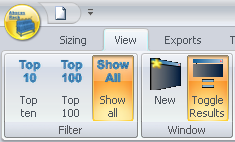 Sizing View Exports
Top 10 Top 100 Show All
Top ten Top 100 Show all New Toggle Results
Filter Window